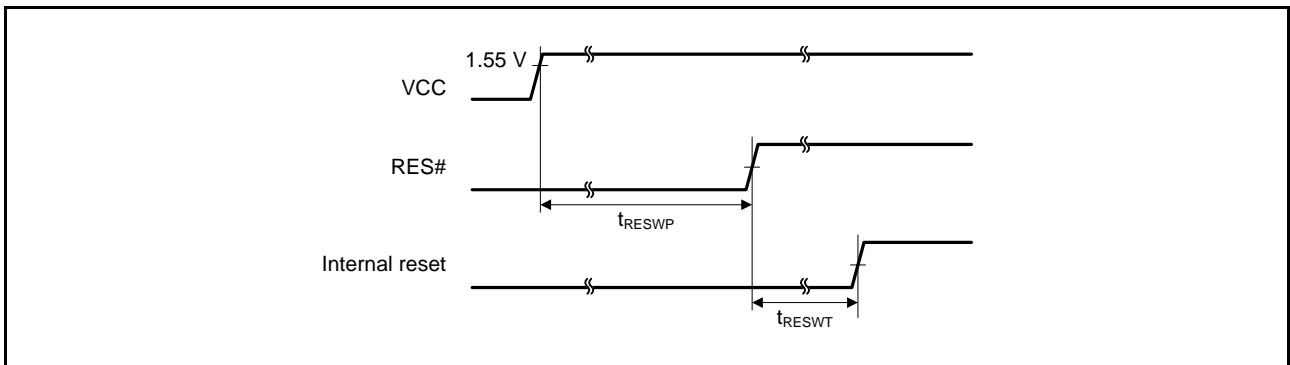 1.55 V
VCC
RES#
tRESWP
Internal reset
tRESWT